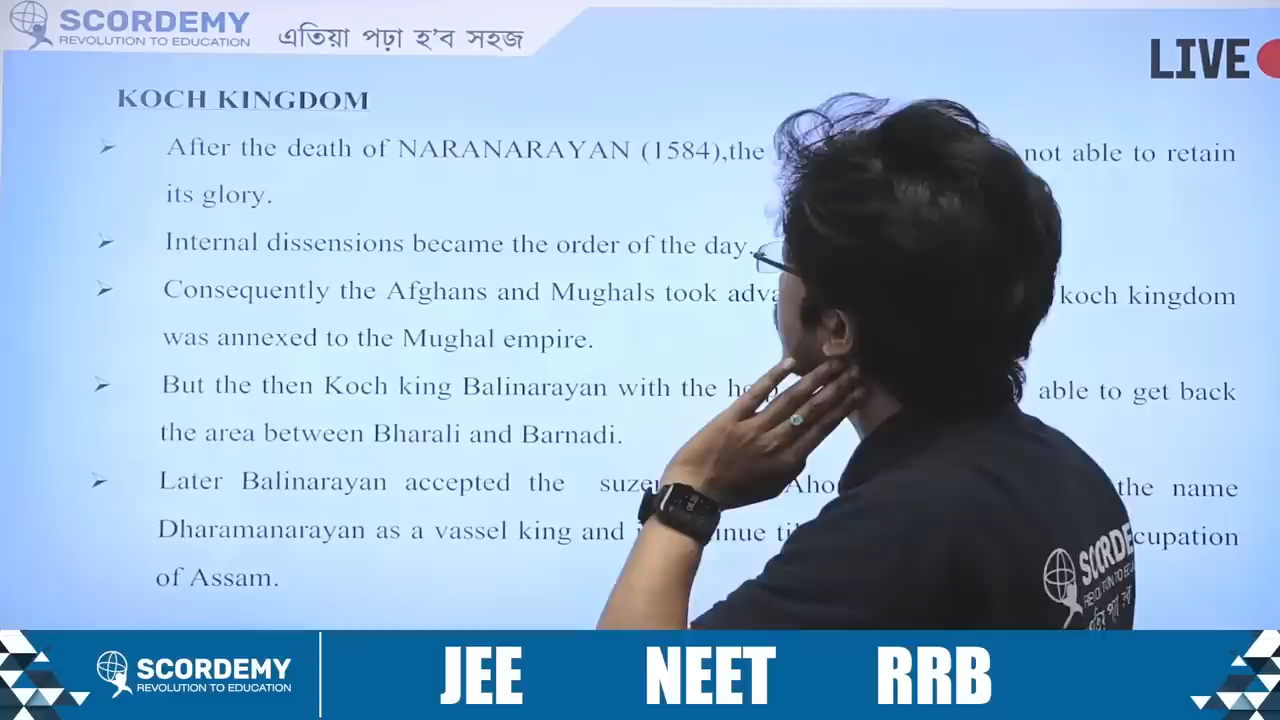 SCORDEMY
REVOLUTION TO EDUCATION
এতিয়া পঢ়া হ'ব সহজ
LIVE
KOCH KINGDOM
After the death of NARANARAYAN (1584),the not able to retain
its glory.
Internal dissensions became the order of the day.
Consequently the Afghans and Mughals took koch kingdom
was annexed to the Mughal empire.
But the then Koch king Balinarayan with the able to get back
the area between Bharali and Barnadi.
Later Balinarayan accepted the the name
Dharamanarayan as a vassel king and
of Assam.
SCORDEMY
REVOLUTION TO EDUCATION
JEE NEET RRB